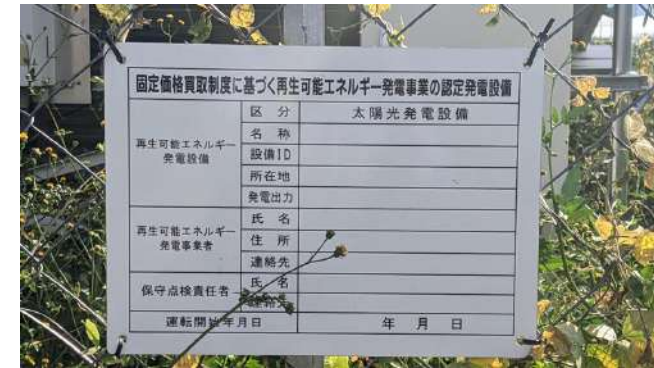 固定価格買取制度に基づく再生可能エネルギー発電事業の認定発電設備
再生可能エネルギー
発電設備
区 分 太陽光発電設備
名 称
設備ID
所在地
発電出力
再生可能エネルギー
発電事業者
氏 名
住 所
連絡先
保守点検責任者
氏 名
運転開始年月日 年 月 日